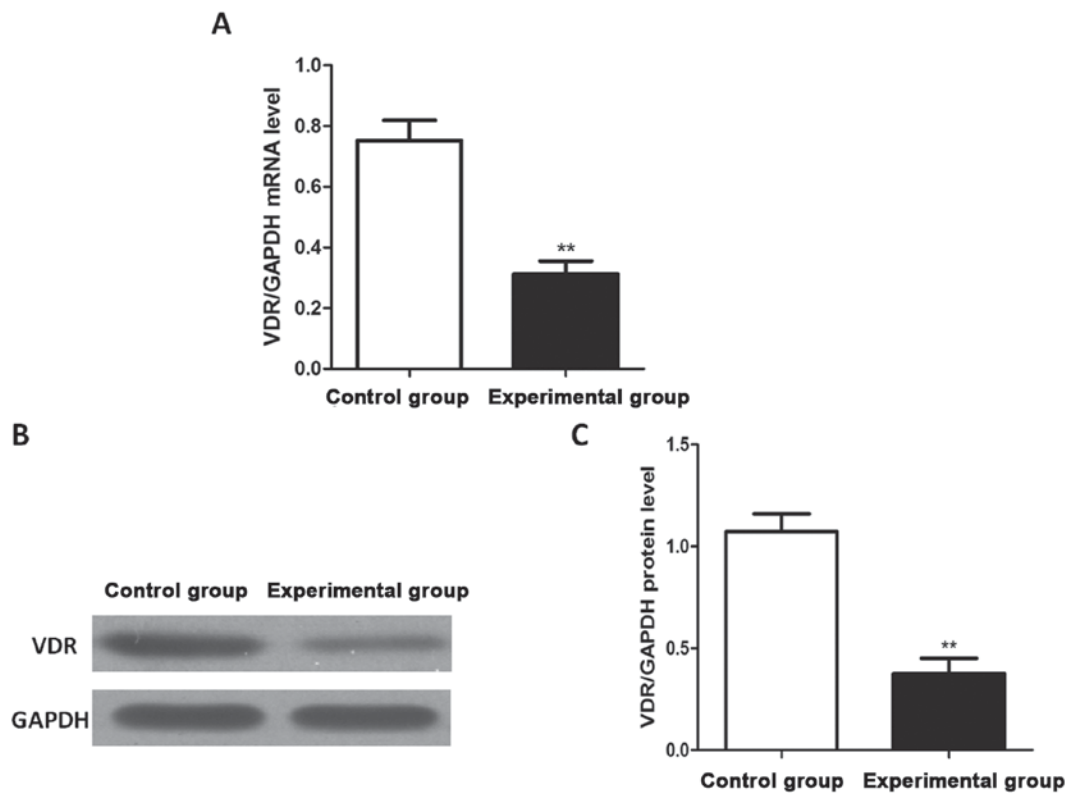 A
VDR/GAPDH mRNA level
1.0
0.8
0.6
0.4
0.2
0.0
**
Control group Experimental group
B
Control group Experimental group
VDR
GAPDH
C
VDR/GAPDH protein level
1.5
1.0
0.5
0.0
**
Control group Experimental group